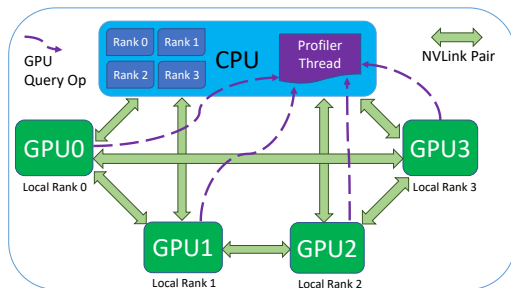 GPU
Query Op
Rank 0
Rank 1
Rank 2
Rank 3
CPU
Profiler
Thread
NVLink Pair
GPU0
Local Rank 0
GPU3
Local Rank 3
GPU1
Local Rank 1
GPU2
Local Rank 2